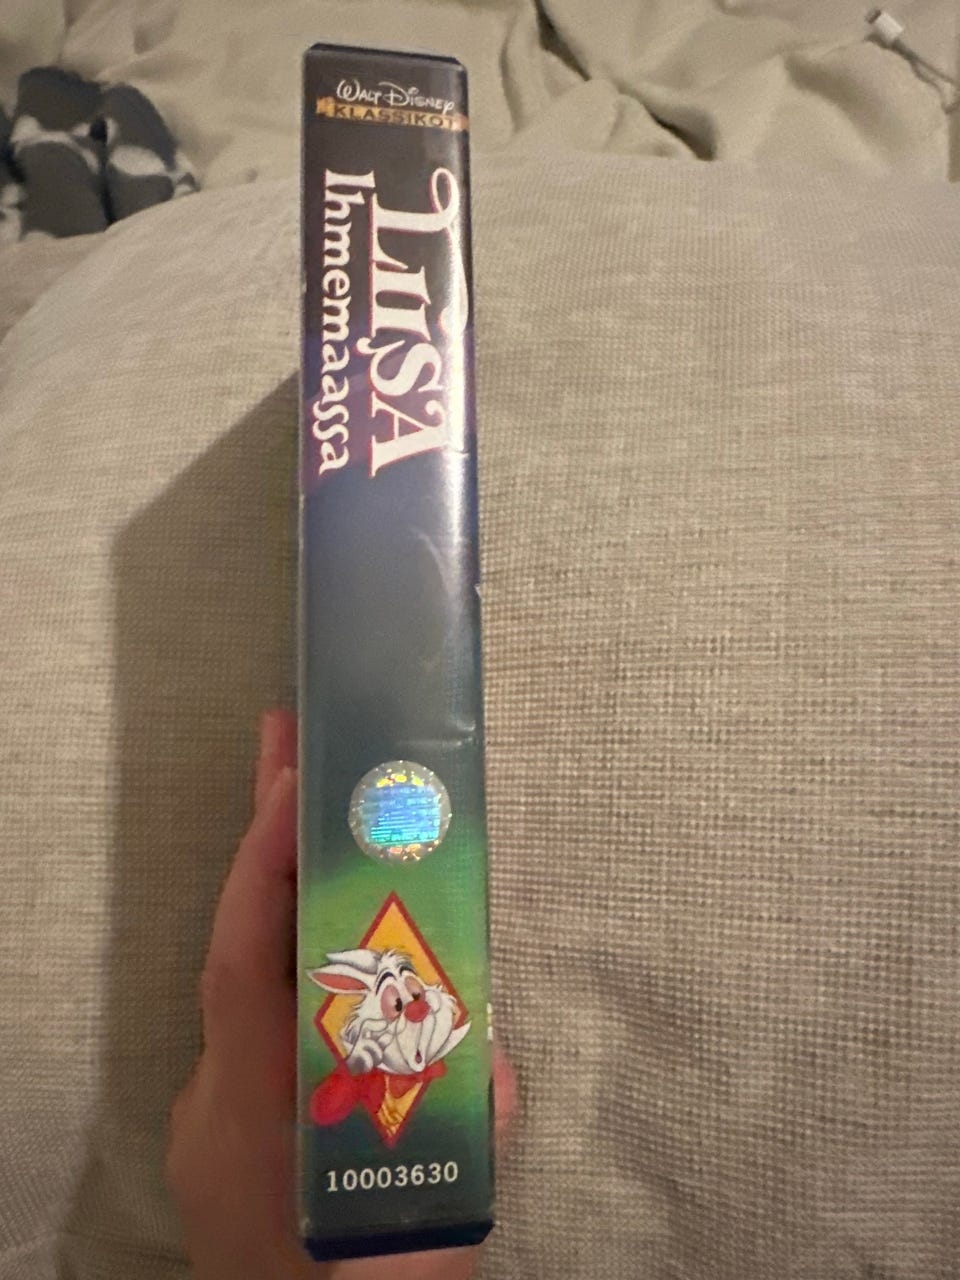 WALT DISNEY
KLASSIKOT
LIISA
Ihmemaassa
10003630